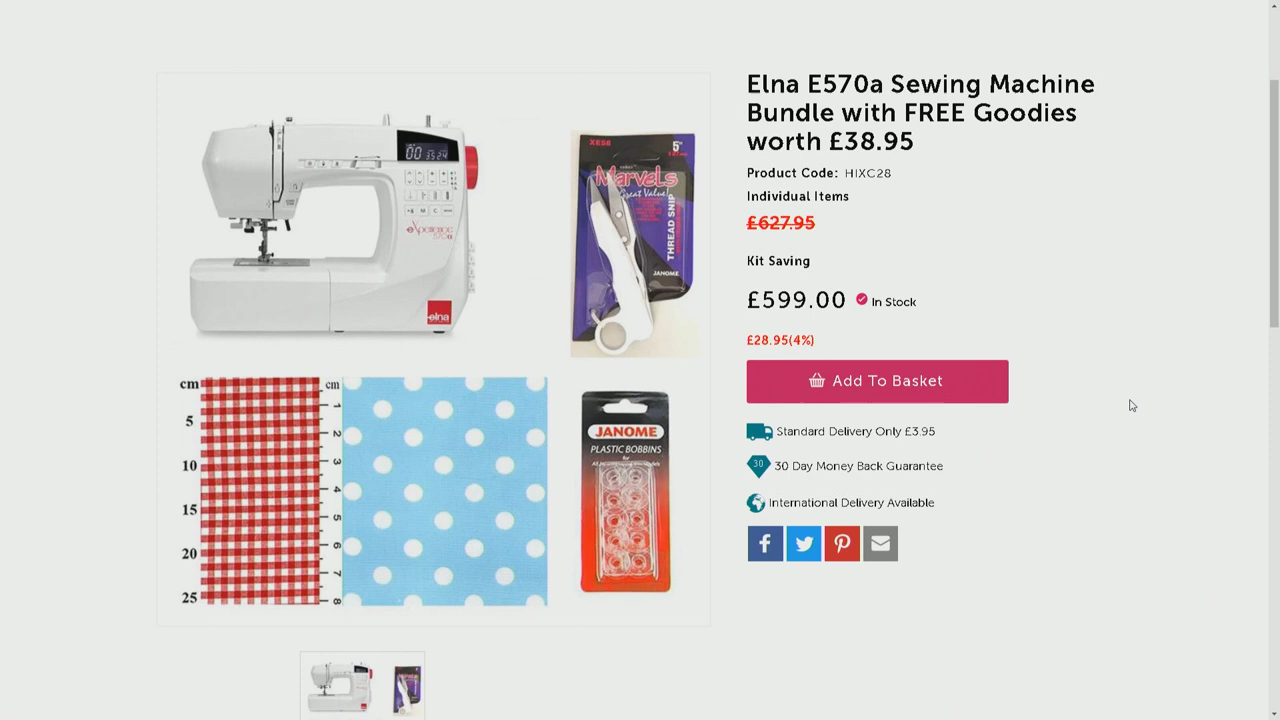 Elna E570a Sewing Machine
Bundle with FREE Goodies
worth £38.95
Product Code: HIXC28
Individual Items
£627.95
Kit Saving
£599.00
In Stock
£28.95(4%)
Add To Basket
Standard Delivery Only £3.95
30
30 Day Money Back Guarantee
International Delivery Available
elna
XE58
5"
Marvels
Great Value!
THREAD SNIP
JANOME
cm
5
10
15
20
25
cm
1
2
3
4
5
6
7
8
JANOME
PLASTIC BOBBINS
for